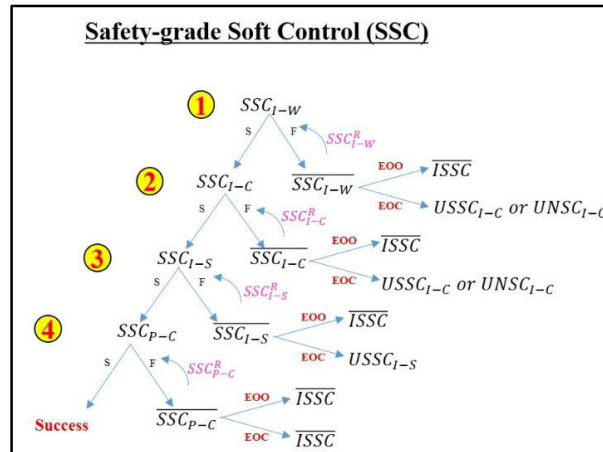 Safety-grade Soft Control (SSC)
1 SSC_{I-W}
S F SSC^R_{I-W}
2 SSC_{I-C} \overline{SSC_{I-W}} EOO \overline{ISSC}
EOC USSC_{I-C} or UNSC_{I-C}
S F SSC^R_{I-C}
3 SSC_{I-S} \overline{SSC_{I-C}} EOO \overline{ISSC}
EOC USSC_{I-C} or UNSC_{I-C}
S F SSC^R_{I-S}
4 SSC_{P-C} \overline{SSC_{I-S}} EOO \overline{ISSC}
EOC USSC_{I-S}
S F SSC^R_{P-C}
Success \overline{SSC_{P-C}} EOO \overline{ISSC}
EOC \overline{ISSC}